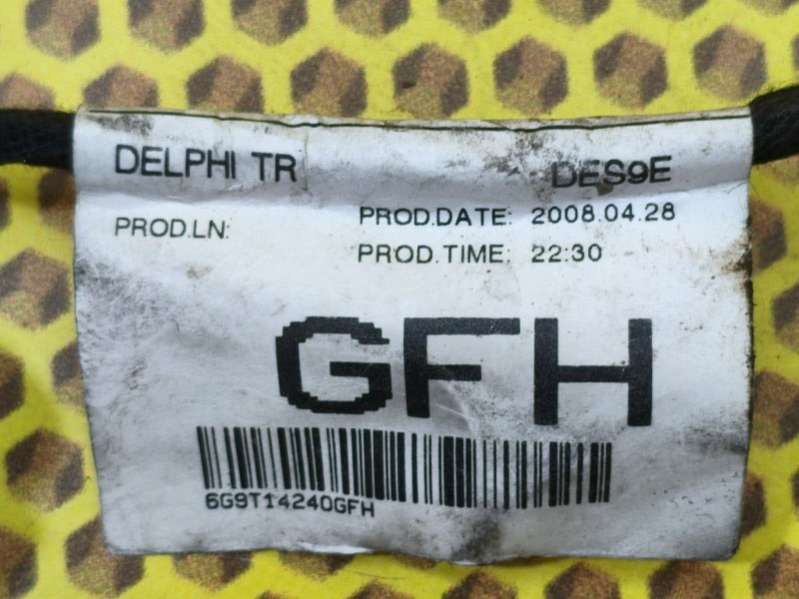 DELPHI TR DES9E
PROD.LN: PROD.DATE: 2008.04.28
PROD.TIME: 22:30
GFH
6G9T14240GFH